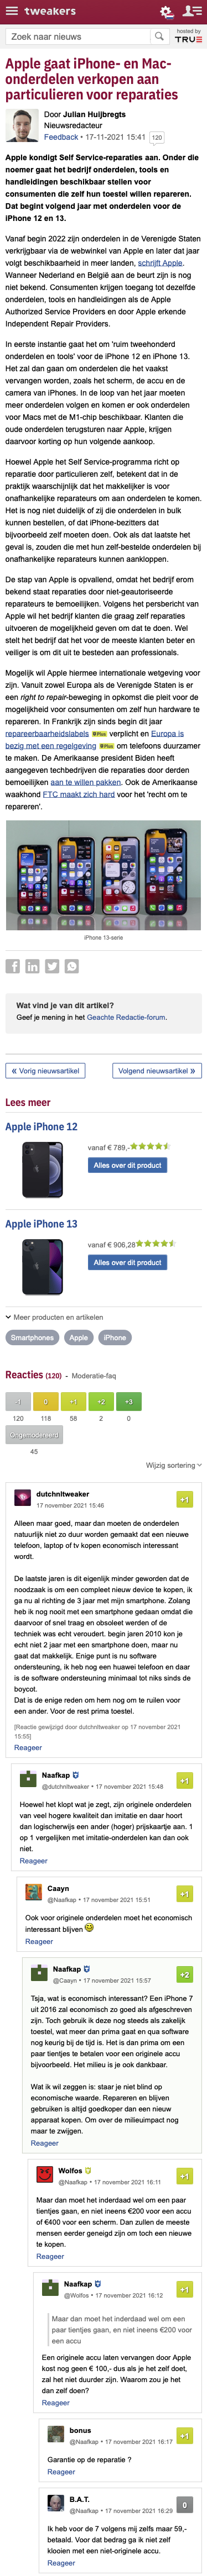 tweakers
Zoek naar nieuws
hosted by
TRUE
Apple gaat iPhone- en Mac-
onderdelen verkopen aan
particulieren voor reparaties
Door Julian Huijbregts
Nieuwsredacteur
Feedback • 17-11-2021 15:41
120
Apple kondigt Self Service-reparaties aan. Onder die
noemer gaat het bedrijf onderdelen, tools en
handleidingen beschikbaar stellen voor
consumenten die zelf hun toestel willen repareren.
Dat begint volgend jaar met onderdelen voor de
iPhone 12 en 13.
Vanaf begin 2022 zijn onderdelen in de Verenigde Staten
verkrijgbaar via de webwinkel van Apple en later dat jaar
volgt beschikbaarheid in meer landen, schrijft Apple.
Wanneer Nederland en België aan de beurt zijn is nog
niet bekend. Consumenten krijgen toegang tot dezelfde
onderdelen, tools en handleidingen als de Apple
Authorized Service Providers en door Apple erkende
Independent Repair Providers.
In eerste instantie gaat het om 'ruim tweehonderd
onderdelen en tools' voor de iPhone 12 en iPhone 13.
Het zal dan gaan om onderdelen die het vaakst
vervangen worden, zoals het scherm, de accu en de
camera van iPhones. In de loop van het jaar moeten
meer onderdelen volgen en komen er ook onderdelen
voor Macs met de M1-chip beschikbaar. Klanten die
oude onderdelen terugsturen naar Apple, krijgen
daarvoor korting op hun volgende aankoop.
Hoewel Apple het Self Service-programma richt op
particulieren zelf, betekent dat in de
praktijk waarschijnlijk dat het makkelijker is voor
onafhankelijke reparateurs om aan onderdelen te komen.
Het is nog niet duidelijk of zij die onderdelen in bulk
kunnen bestellen, of dat iPhone-bezitters dat
bijvoorbeeld zelf moeten doen. Ook als dat laatste het
geval is, zouden die met hun zelf-bestelde onderdelen bij
onafhankelijke reparateurs kunnen aankloppen.
De stap van Apple is opvallend, omdat het bedrijf erom
bekend staat reparaties door niet-geautoriseerde
reparateurs te bemoeilijken. Volgens het persbericht van
Apple wil het bedrijf klanten die graag zelf reparaties
uitvoeren de mogelijkheid geven om dat te doen. Wel
stelt het bedrijf dat het voor de meeste klanten beter en
veiliger is om dit uit te besteden aan professionals.
Mogelijk wil Apple hiermee internationale wetgeving voor
zijn. Vanuit zowel Europa als de Verenigde Staten is er
een right to repair-beweging in opkomst die pleit voor
mogelijkheden voor gebruikers om zelf hun hardware te
repareren. In Frankrijk zijn sinds begin dit jaar
repareerbaarheidslabels verplicht en Europa is
bezig met een regelgeving om telefoons duurzamer
te maken. De Amerikaanse president Biden heeft
aangegeven techbedrijven die reparaties door derden
bemoeilijken aan te willen pakken. Ook de Amerikaanse
waakhond FTC maakt zich hard voor het 'recht om te
repareren'.
iPhone 13-serie
Wat vind je van dit artikel?
Geef je mening in het Geachte Redactie-forum.
« Vorig nieuwsartikel
Volgend nieuwsartikel »
Lees meer
Apple iPhone 12
vanaf € 789,-
Alles over dit product
Apple iPhone 13
vanaf € 906,28
Alles over dit product
Meer producten en artikelen
Smartphones
Apple
iPhone
Reacties (120) - Moderatie-faq
-1
0
+1
+2
+3
120
118
58
2
0
Ongemodereerd
45
Wijzig sortering
dutchnltweaker
17 november 2021 15:46
+1
Alleen maar goed, maar dan moeten de onderdelen
natuurlijk niet zo duur worden gemaakt dat een nieuwe
telefoon, laptop of tv kopen economisch interessant
wordt.
De laatste jaren is dit eigenlijk minder geworden dat de
noodzaak is om een compleet nieuw device te kopen, ik
ga nu al richting de 3 jaar met mijn smartphone. Zolang
heb ik nog nooit met een smartphone gedaan, meestal
omdat de software al niet meer geupdate werd of de
telefoon simpelweg al snel traag en obsoleet werd of de
techniek was echt verouderd. begin jaren 2010 kon je
echt niet 2 jaar met een smartphone doen, maar nu
gaat dat makkelijk. Enige punt is nu software
ondersteuning, ik heb nog een huawei telefoon en daar
is de software ondersteuning minimaal tot niks sinds de
boycot.
Dat is de enige reden om hem nog om te ruilen voor
een ander. Voor de rest prima toestel.
[Reactie gewijzigd door dutchnltweaker op 17 november 2021
15:55]
Reageer
Naafkap
@dutchnltweaker • 17 november 2021 15:48
+1
Hoewel het klopt wat je zegt, zijn de originele onderdelen
van veel hogere kwaliteit dan imitatie en daar hoort
dan logischerwijs een ander (hoger) prijskaartje aan. 1
op 1 vergelijken met imitatie-onderdelen kan dan ook
niet.
Reageer
Caayn
@Naafkap • 17 november 2021 15:51
+1
Ook voor originele onderdelen moet het economisch
interessant blijven
Reageer
Naafkap
@Caayn • 17 november 2021 15:57
+2
Tsja, wat is economisch interessant? Een iPhone 7
uit 2016 zal economisch zo goed als afgeschreven
zijn. Toch is het nog steeds als zodanig zakelijk
toestel, wat met een dure prima gaat en qua software
nog keurig bij de tijd is. Dan is het dan prima om een
paar tientjes te betalen voor een originele accu
bijvoorbeeld. Het milieu is je ook dankbaar.
Wat ik wil zeggen is: staar je niet blind op
economische waarde. Repareren en blijven
gebruiken is altijd goedkoper dan een nieuw
apparaat kopen. Om over de milieuimpact nog
maar te zwijgen.
Reageer
Wolfos
@Naafkap • 17 november 2021 16:11
+1
Maar dan moet het inderdaad wel om een paar
tientjes gaan, en niet ineens €200 voor een accu
of €400 voor een scherm. Dan zullen de meeste
mensen eerder geneigd zijn om toch een nieuwe
te kopen.
Reageer
Naafkap
@Wolfos • 17 november 2021 16:12
+1
Maar dan moet het inderdaad wel om een
paar tientjes gaan, en niet ineens €200 voor
een accu
Een originele accu laten vervangen door Apple
kost nog geen € 100,- dus als je het zelf doet,
zal het niet duurder zijn. Waarom zou je het
dan zelf doen?
Reageer
bonus
@Naafkap • 17 november 2021 16:17
+1
Garantie op de reparatie ?
Reageer
B.A.T.
@Naafkap • 17 november 2021 16:29
0
Ik heb voor de 7 volgens mij zelfs maar 59,-
betaald. Voor dat bedrag ga ik niet zelf
klooien met een niet-originele accu.
Reageer